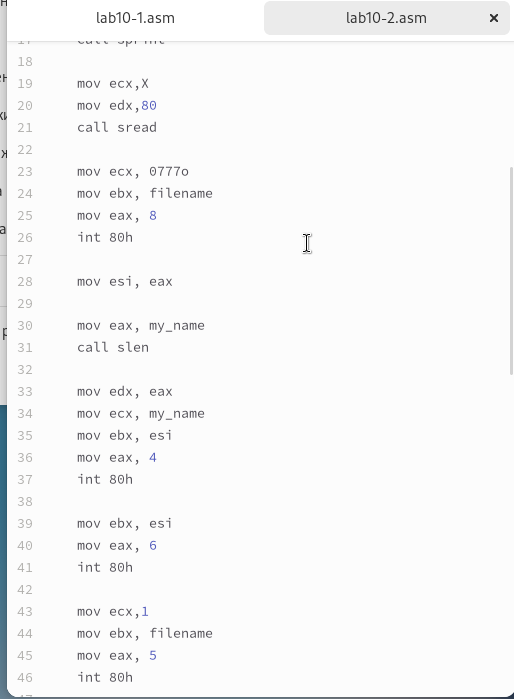 lab10-1.asm lab10-2.asm ×
18
19 mov ecx,X
20 mov edx,80
21 call sread
22
23 mov ecx, 0777o
24 mov ebx, filename
25 mov eax, 8
26 int 80h
27
28 mov esi, eax
29
30 mov eax, my_name
31 call slen
32
33 mov edx, eax
34 mov ecx, my_name
35 mov ebx, esi
36 mov eax, 4
37 int 80h
38
39 mov ebx, esi
40 mov eax, 6
41 int 80h
42
43 mov ecx,1
44 mov ebx, filename
45 mov eax, 5
46 int 80h